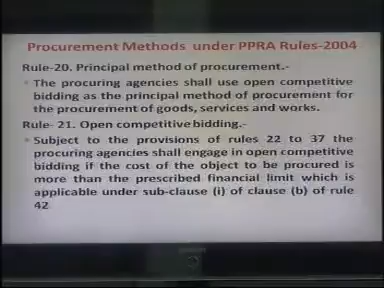 Procurement Methods under PPRA Rules-2004
Rule-20. Principal method of procurement.-
The procuring agencies shall use open competitive
bidding as the principal method of procurement for
the procurement of goods, services and works.
Rule- 21. Open competitive bidding.-
Subject to the provisions of rules 22 to 37 the
procuring agencies shall engage in open competitive
bidding if the cost of the object to be procured is
more than the prescribed financial limit which is
applicable under sub-clause (i) of clause (b) of rule
42